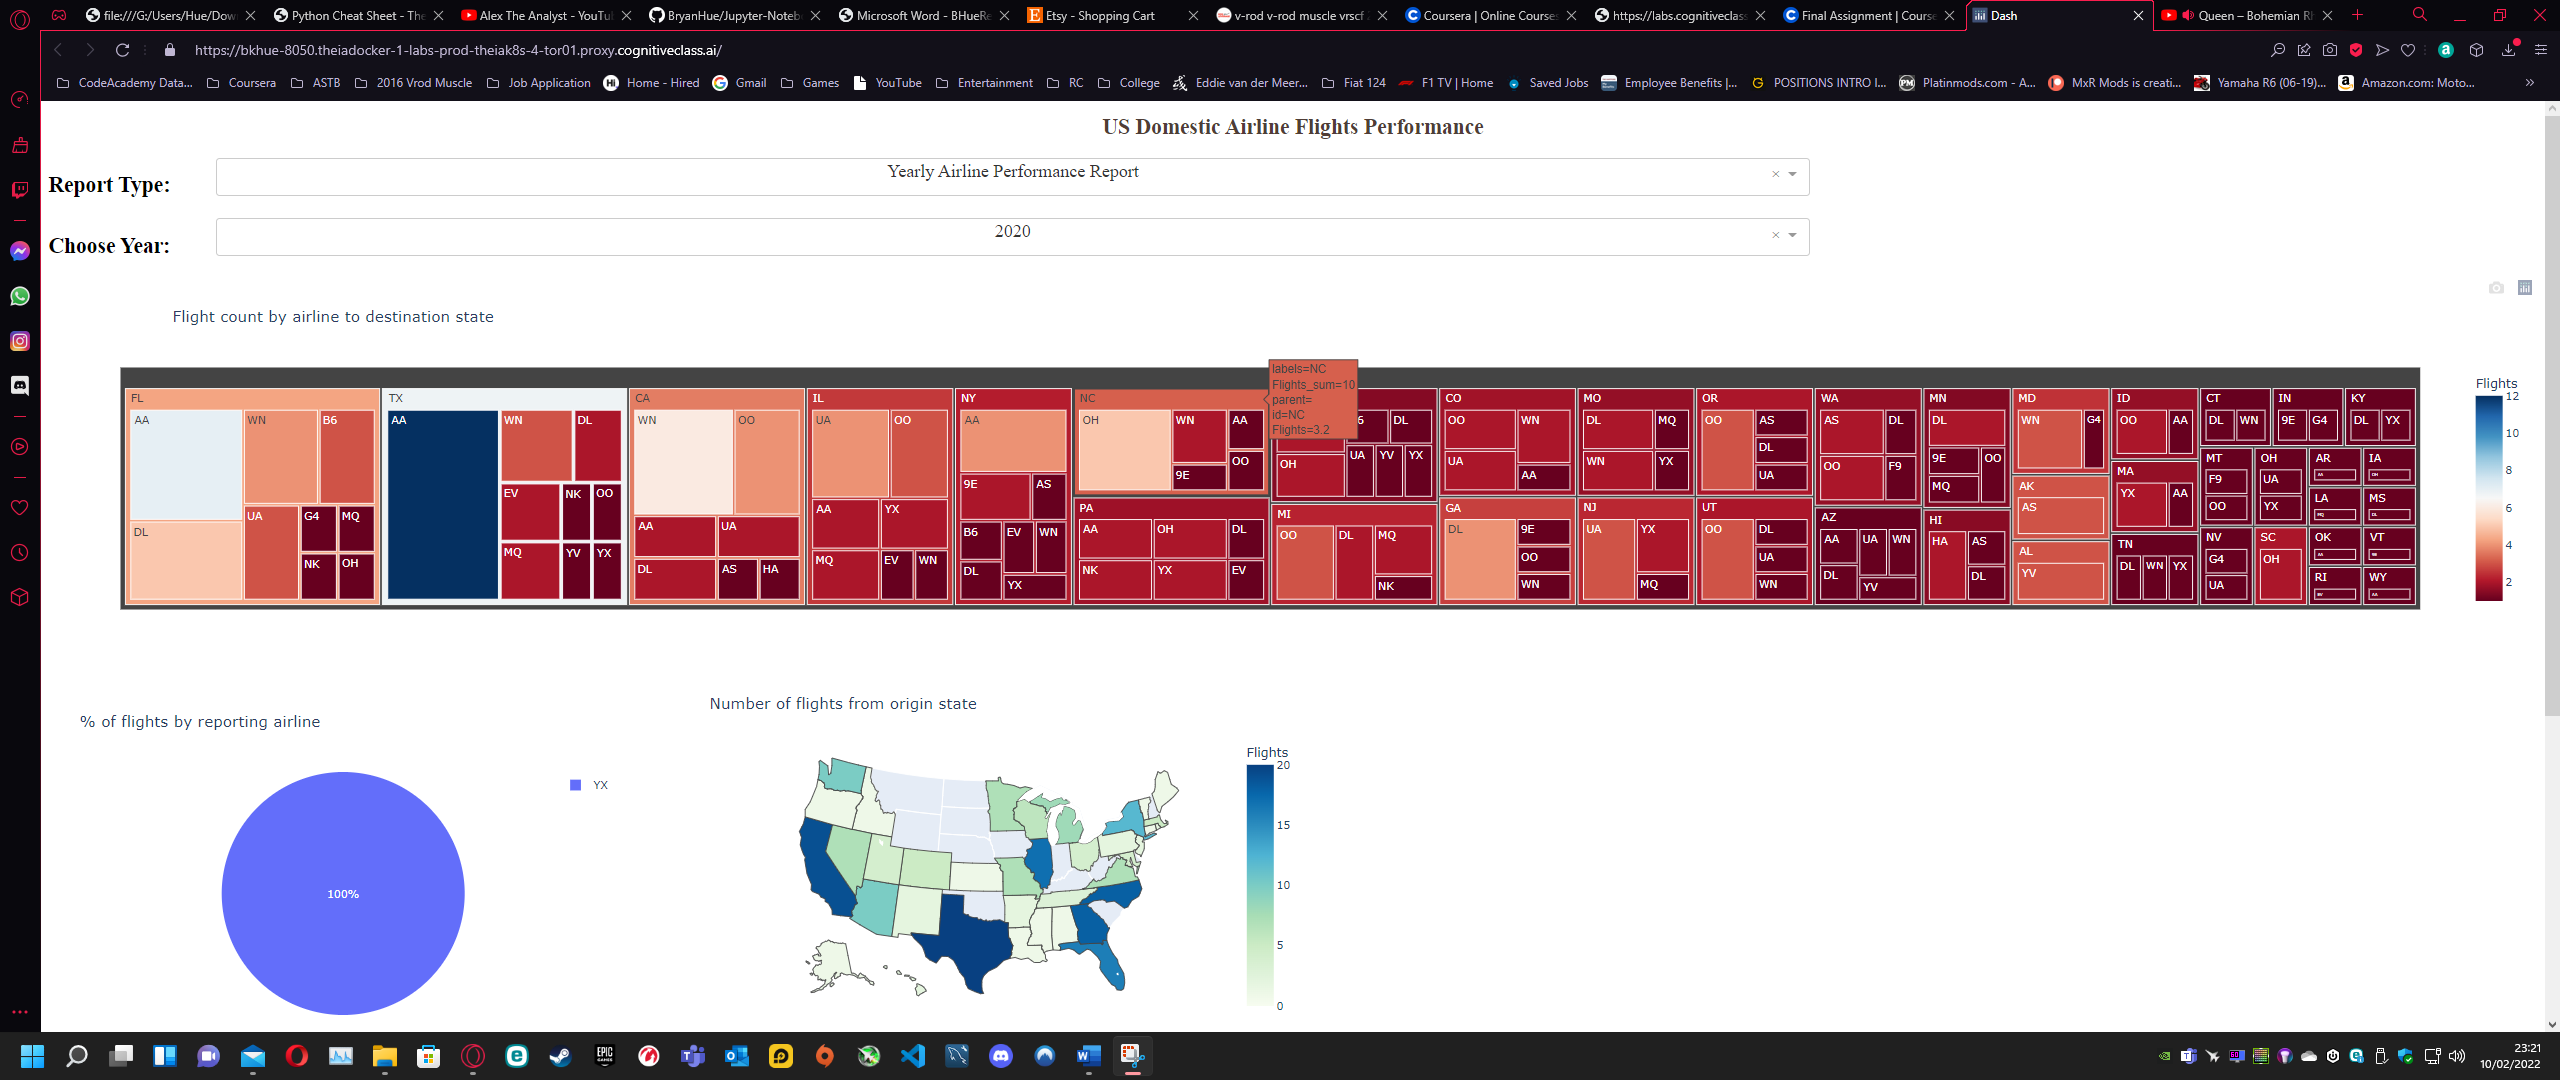 file:///G:/Users/Hue/Dow
Python Cheat Sheet - The
Alex The Analyst - YouTu
BryanHue/Jupyter-Noteb
Microsoft Word - BHueRe
Etsy - Shopping Cart
v-rod v-rod muscle vrscf
Coursera | Online Course
https://labs.cognitiveclas
Final Assignment | Course
Dash
Queen – Bohemian R
https://bkhue-8050.theiadocker-1-labs-prod-theiak8s-4-tor01.proxy.cognitiveclass.ai/
CodeAcademy Data...
Coursera
ASTB
2016 Vrod Muscle
Job Application
Home - Hired
Gmail
Games
YouTube
Entertainment
RC
College
Eddie van der Meer...
Fiat 124
F1 TV | Home
Saved Jobs
Employee Benefits |...
POSITIONS INTRO I...
Platinmods.com - A...
MxR Mods is creati...
Yamaha R6 (06-19)...
Amazon.com: Moto...
US Domestic Airline Flights Performance
Report Type:
Yearly Airline Performance Report
Choose Year:
2020
Flight count by airline to destination state
FL
AA
WN
B6
DL
UA
G4
MQ
NK
OH
TX
AA
WN
DL
EV
NK
OO
MQ
YV
YX
CA
WN
OO
AA
UA
DL
AS
HA
IL
UA
OO
AA
YX
MQ
EV
WN
NY
AA
9E
AS
B6
EV
WN
DL
YX
NC
OH
WN
AA
9E
OO
labels=NC
Flights_sum=10
parent=
id=NC
Flights=3.2
PA
AA
OH
DL
NK
YX
EV
DL
OH
UA
YV
YX
MI
OO
DL
MQ
NK
CO
OO
WN
UA
AA
GA
DL
9E
OO
WN
MO
DL
MQ
WN
YX
NJ
UA
YX
MQ
OR
OO
AS
DL
UA
UT
OO
DL
UA
WN
WA
AS
DL
OO
F9
AZ
AA
UA
WN
DL
YV
MN
DL
9E
OO
MQ
HI
HA
AS
DL
MD
WN
G4
AK
AS
AL
YV
ID
OO
AA
MA
YX
AA
TN
DL
WN
YX
CT
DL
WN
IN
9E
G4
KY
DL
YX
MT
F9
OO
OH
UA
YX
AR
IA
LA
MS
NV
G4
UA
SC
OH
OK
VT
RI
WY
Flights
12
10
8
6
4
2
% of flights by reporting airline
YX
100%
Number of flights from origin state
Flights
20
15
10
5
0
23:21
10/02/2022